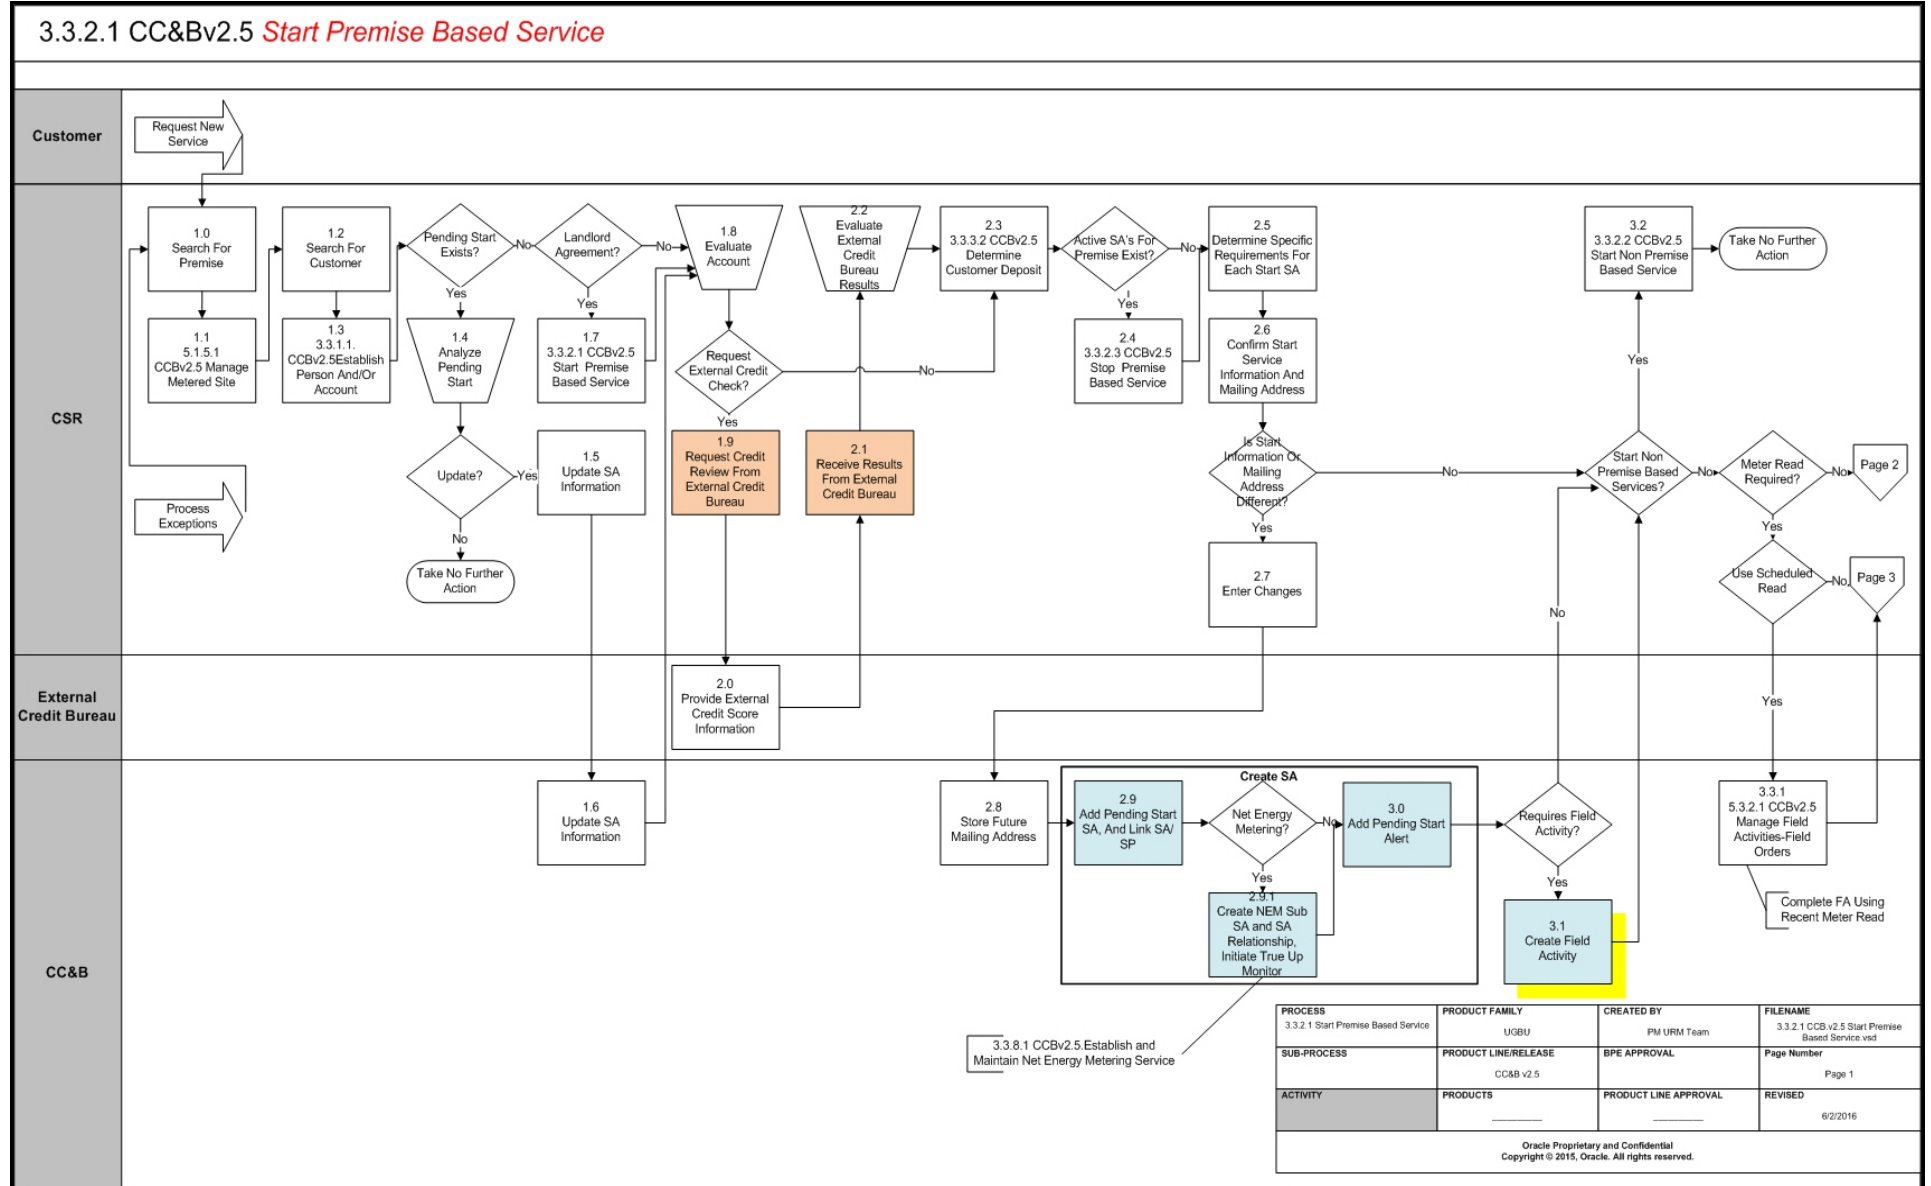 3.3.2.1 CC&Bv2.5 Start Premise Based Service
Customer
Request New
Service
CSR
1.0
Search For
Premise
1.1
5.1.5.1
CCBv2.5 Manage
Metered Site
Process
Exceptions
1.2
Search For
Customer
1.3
3.3.1.1.
CCBv2.5Establish
Person And/Or
Account
Pending Start
Exists?
No
Yes
1.4
Analyze
Pending
Start
Update?
Yes
No
Take No Further
Action
Landlord
Agreement?
No
Yes
1.7
3.3.2.1 CCBv2.5
Start Premise
Based Service
1.5
Update SA
Information
1.8
Evaluate
Account
Request
External Credit
Check?
No
Yes
1.9
Request Credit
Review From
External Credit
Bureau
2.1
Receive Results
From External
Credit Bureau
2.2
Evaluate
External
Credit
Bureau
Results
2.3
3.3.3.2 CCBv2.5
Determine
Customer Deposit
Active SA's For
Premise Exist?
No
Yes
2.4
3.3.2.3 CCBv2.5
Stop Premise
Based Service
2.5
Determine Specific
Requirements For
Each Start SA
2.6
Confirm Start
Service
Information And
Mailing Address
Is Start
Information Or
Mailing
Address
Different?
No
Yes
2.7
Enter Changes
3.2
3.3.2.2 CCBv2.5
Start Non Premise
Based Service
Take No Further
Action
Yes
Start Non
Premise Based
Services?
No
Meter Read
Required?
No
Page 2
Yes
Use Scheduled
Read
No
Page 3
No
Yes
External
Credit Bureau
2.0
Provide External
Credit Score
Information
CC&B
1.6
Update SA
Information
2.8
Store Future
Mailing Address
Create SA
2.9
Add Pending Start
SA, And Link SA/
SP
Net Energy
Metering?
No
Yes
2.9.1
Create NEM Sub
SA and SA
Relationship,
Initiate True Up
Monitor
3.0
Add Pending Start
Alert
Requires Field
Activity?
Yes
3.1
Create Field
Activity
3.3.1
5.3.2.1 CCBv2.5
Manage Field
Activities-Field
Orders
Complete FA Using
Recent Meter Read
3.3.8.1 CCBv2.5.Establish and
Maintain Net Energy Metering Service
PROCESS
3.3.2.1 Start Premise Based Service
PRODUCT FAMILY
UGBU
CREATED BY
PM URM Team
FILENAME
3.3.2.1 CCB.v2.5 Start Premise
Based Service.vsd
SUB-PROCESS
PRODUCT LINE/RELEASE
CC&B v2.5
BPE APPROVAL
Page Number
Page 1
ACTIVITY
PRODUCTS
PRODUCT LINE APPROVAL
REVISED
6/2/2016
Oracle Proprietary and Confidential
Copyright © 2015, Oracle. All rights reserved.